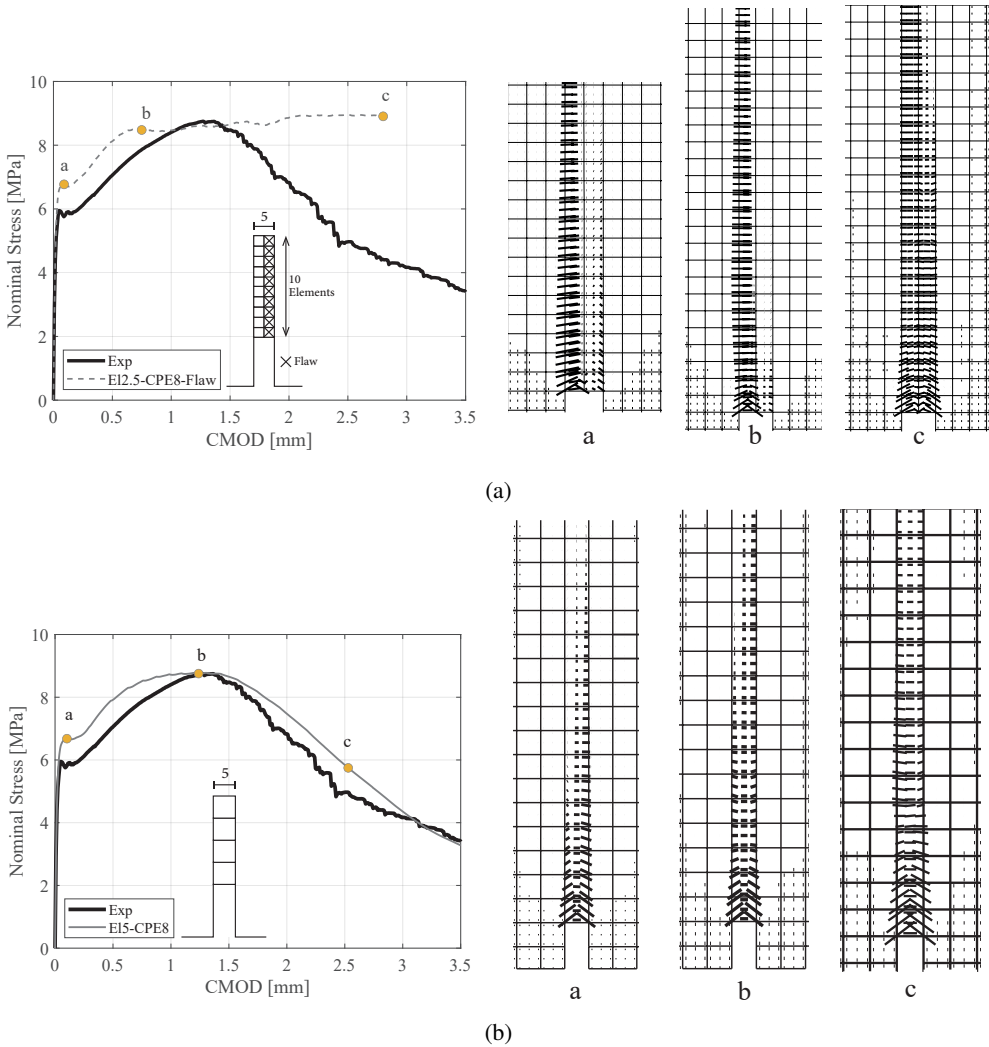 10
8
6
4
2
0
Nominal Stress [MPa]
a
b
c
5
10
Elements
Flaw
Exp
El2.5-CPE8-Flaw
0 0.5 1 1.5 2 2.5 3 3.5
CMOD [mm]
a b c
(a)
10
8
6
4
2
0
Nominal Stress [MPa]
a
b
c
5
Exp
El5-CPE8
0 0.5 1 1.5 2 2.5 3 3.5
CMOD [mm]
a b c
(b)